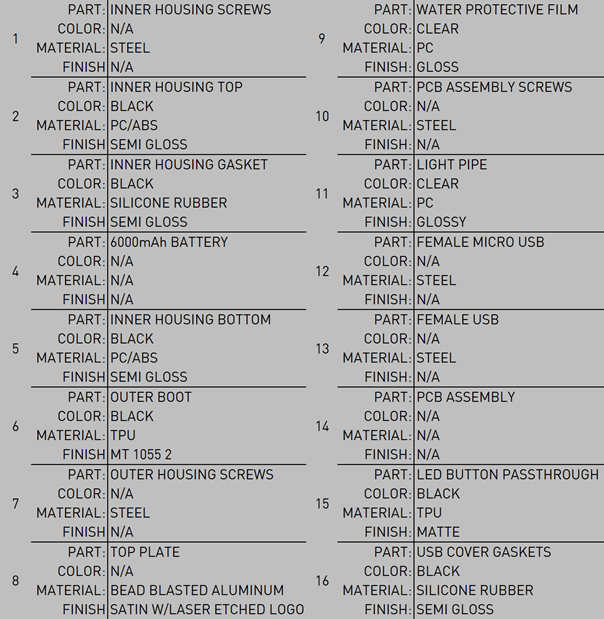 1
PART: INNER HOUSING SCREWS
COLOR: N/A
MATERIAL: STEEL
FINISH N/A
2
PART: INNER HOUSING TOP
COLOR: BLACK
MATERIAL: PC/ABS
FINISH SEMI GLOSS
3
PART: INNER HOUSING GASKET
COLOR: BLACK
MATERIAL: SILICONE RUBBER
FINISH SEMI GLOSS
4
PART: 6000mAh BATTERY
COLOR: N/A
MATERIAL: N/A
FINISH N/A
5
PART: INNER HOUSING BOTTOM
COLOR: BLACK
MATERIAL: PC/ABS
FINISH SEMI GLOSS
6
PART: OUTER BOOT
COLOR: BLACK
MATERIAL: TPU
FINISH MT 1055 2
7
PART: OUTER HOUSING SCREWS
COLOR: N/A
MATERIAL: STEEL
FINISH N/A
8
PART: TOP PLATE
COLOR: N/A
MATERIAL: BEAD BLASTED ALUMINUM
FINISH SATIN W/LASER ETCHED LOGO
9
PART: WATER PROTECTIVE FILM
COLOR: CLEAR
MATERIAL: PC
FINISH: GLOSS
10
PART: PCB ASSEMBLY SCREWS
COLOR: N/A
MATERIAL: STEEL
FINISH: N/A
11
PART: LIGHT PIPE
COLOR: CLEAR
MATERIAL: PC
FINISH: GLOSSY
12
PART: FEMALE MICRO USB
COLOR: N/A
MATERIAL: STEEL
FINISH: N/A
13
PART: FEMALE USB
COLOR: N/A
MATERIAL: STEEL
FINISH: N/A
14
PART: PCB ASSEMBLY
COLOR: N/A
MATERIAL: N/A
FINISH: N/A
15
PART: LED BUTTON PASSTHROUGH
COLOR: BLACK
MATERIAL: TPU
FINISH: MATTE
16
PART: USB COVER GASKETS
COLOR: BLACK
MATERIAL: SILICONE RUBBER
FINISH: SEMI GLOSS